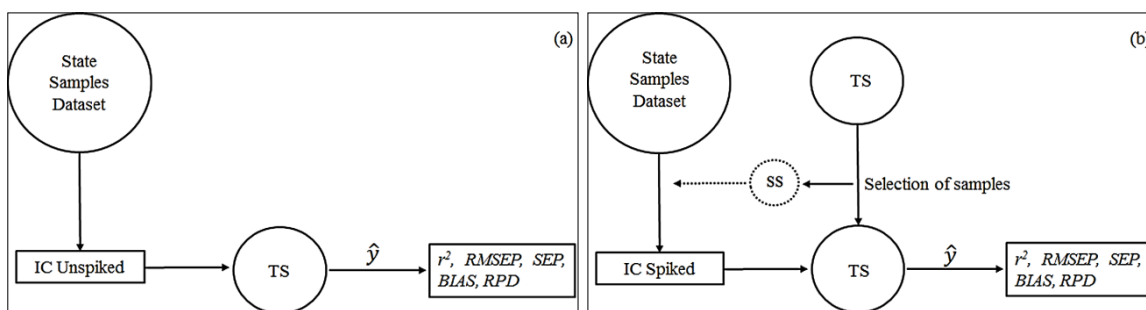 (a)
State
Samples
Dataset
IC Unspiked
TS
ŷ
r², RMSEP, SEP,
BIAS, RPD
(b)
State
Samples
Dataset
TS
SS
Selection of samples
IC Spiked
TS
ŷ
r², RMSEP, SEP,
BIAS, RPD